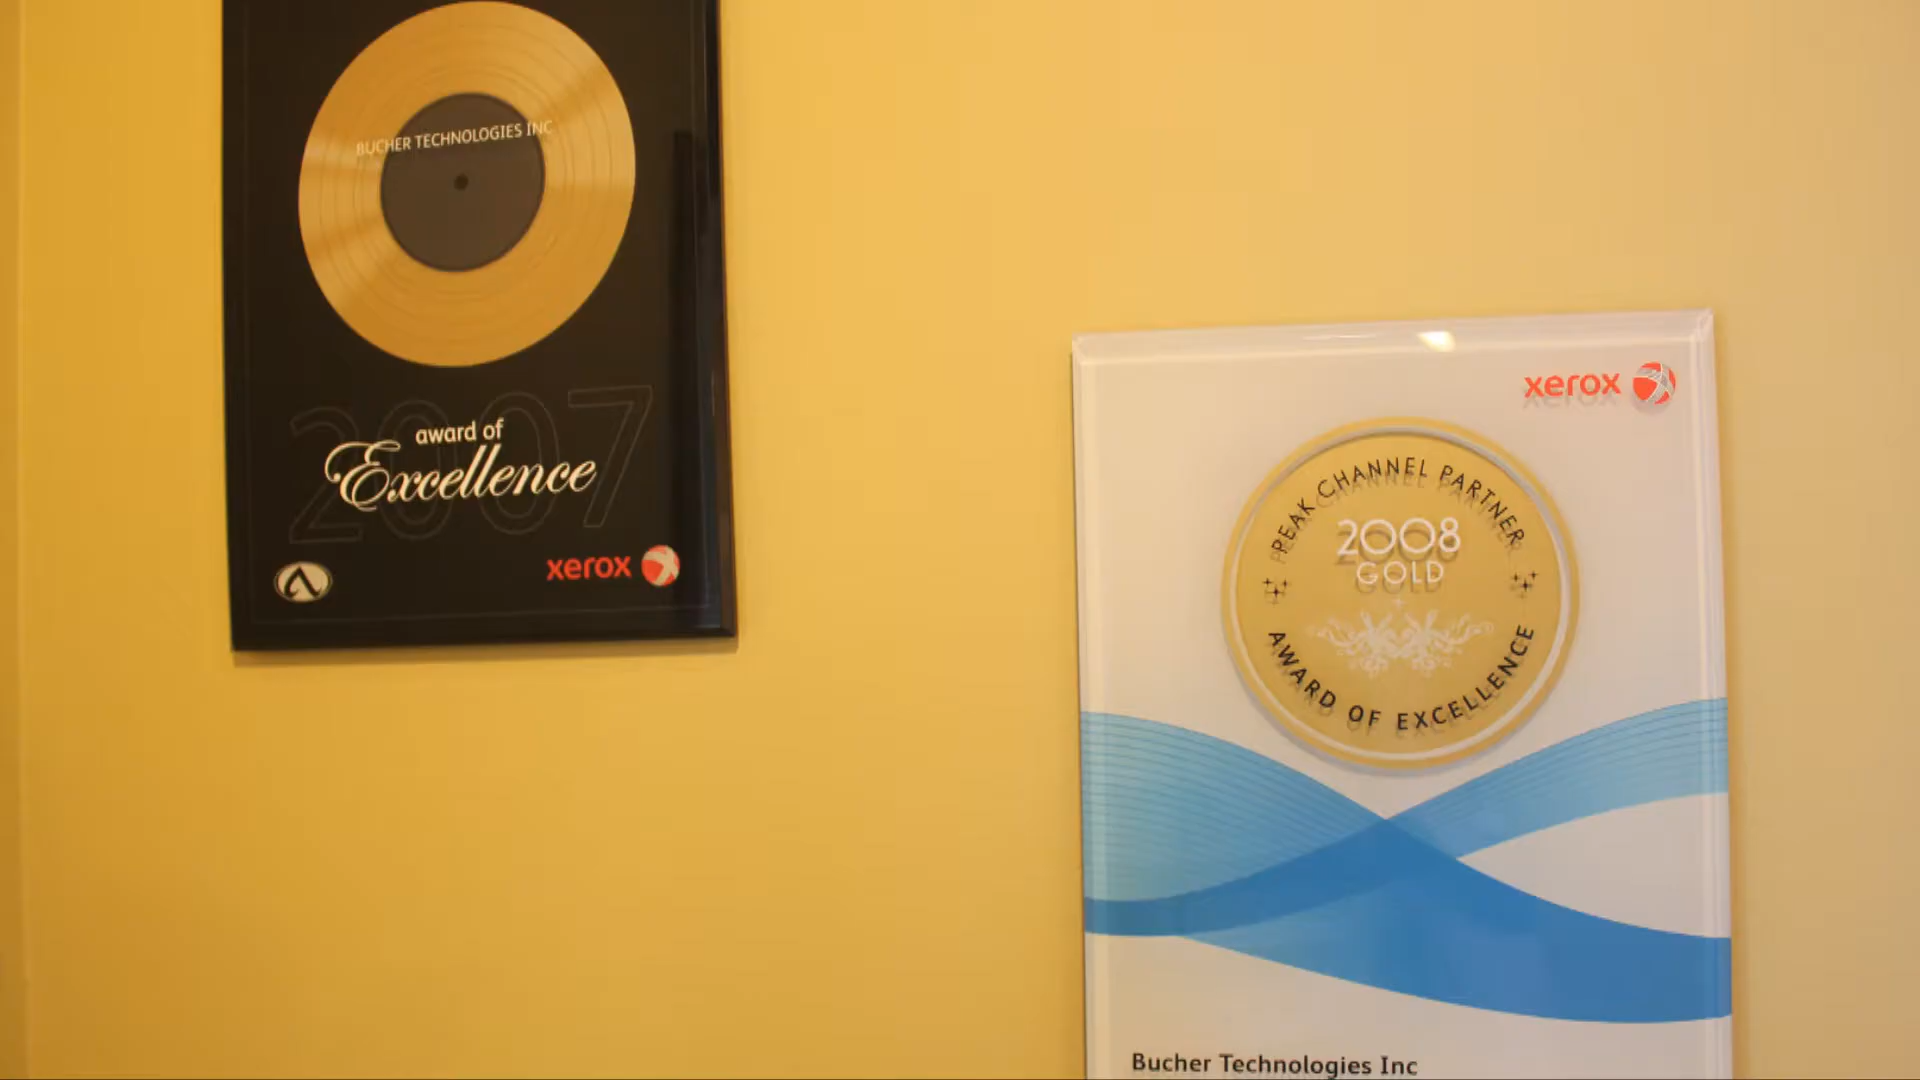 BUCHER TECHNOLOGIES INC
2007
award of
Excellence
xerox
xerox
PEAK CHANNEL PARTNER
2008
GOLD
AWARD OF EXCELLENCE
Bucher Technologies Inc